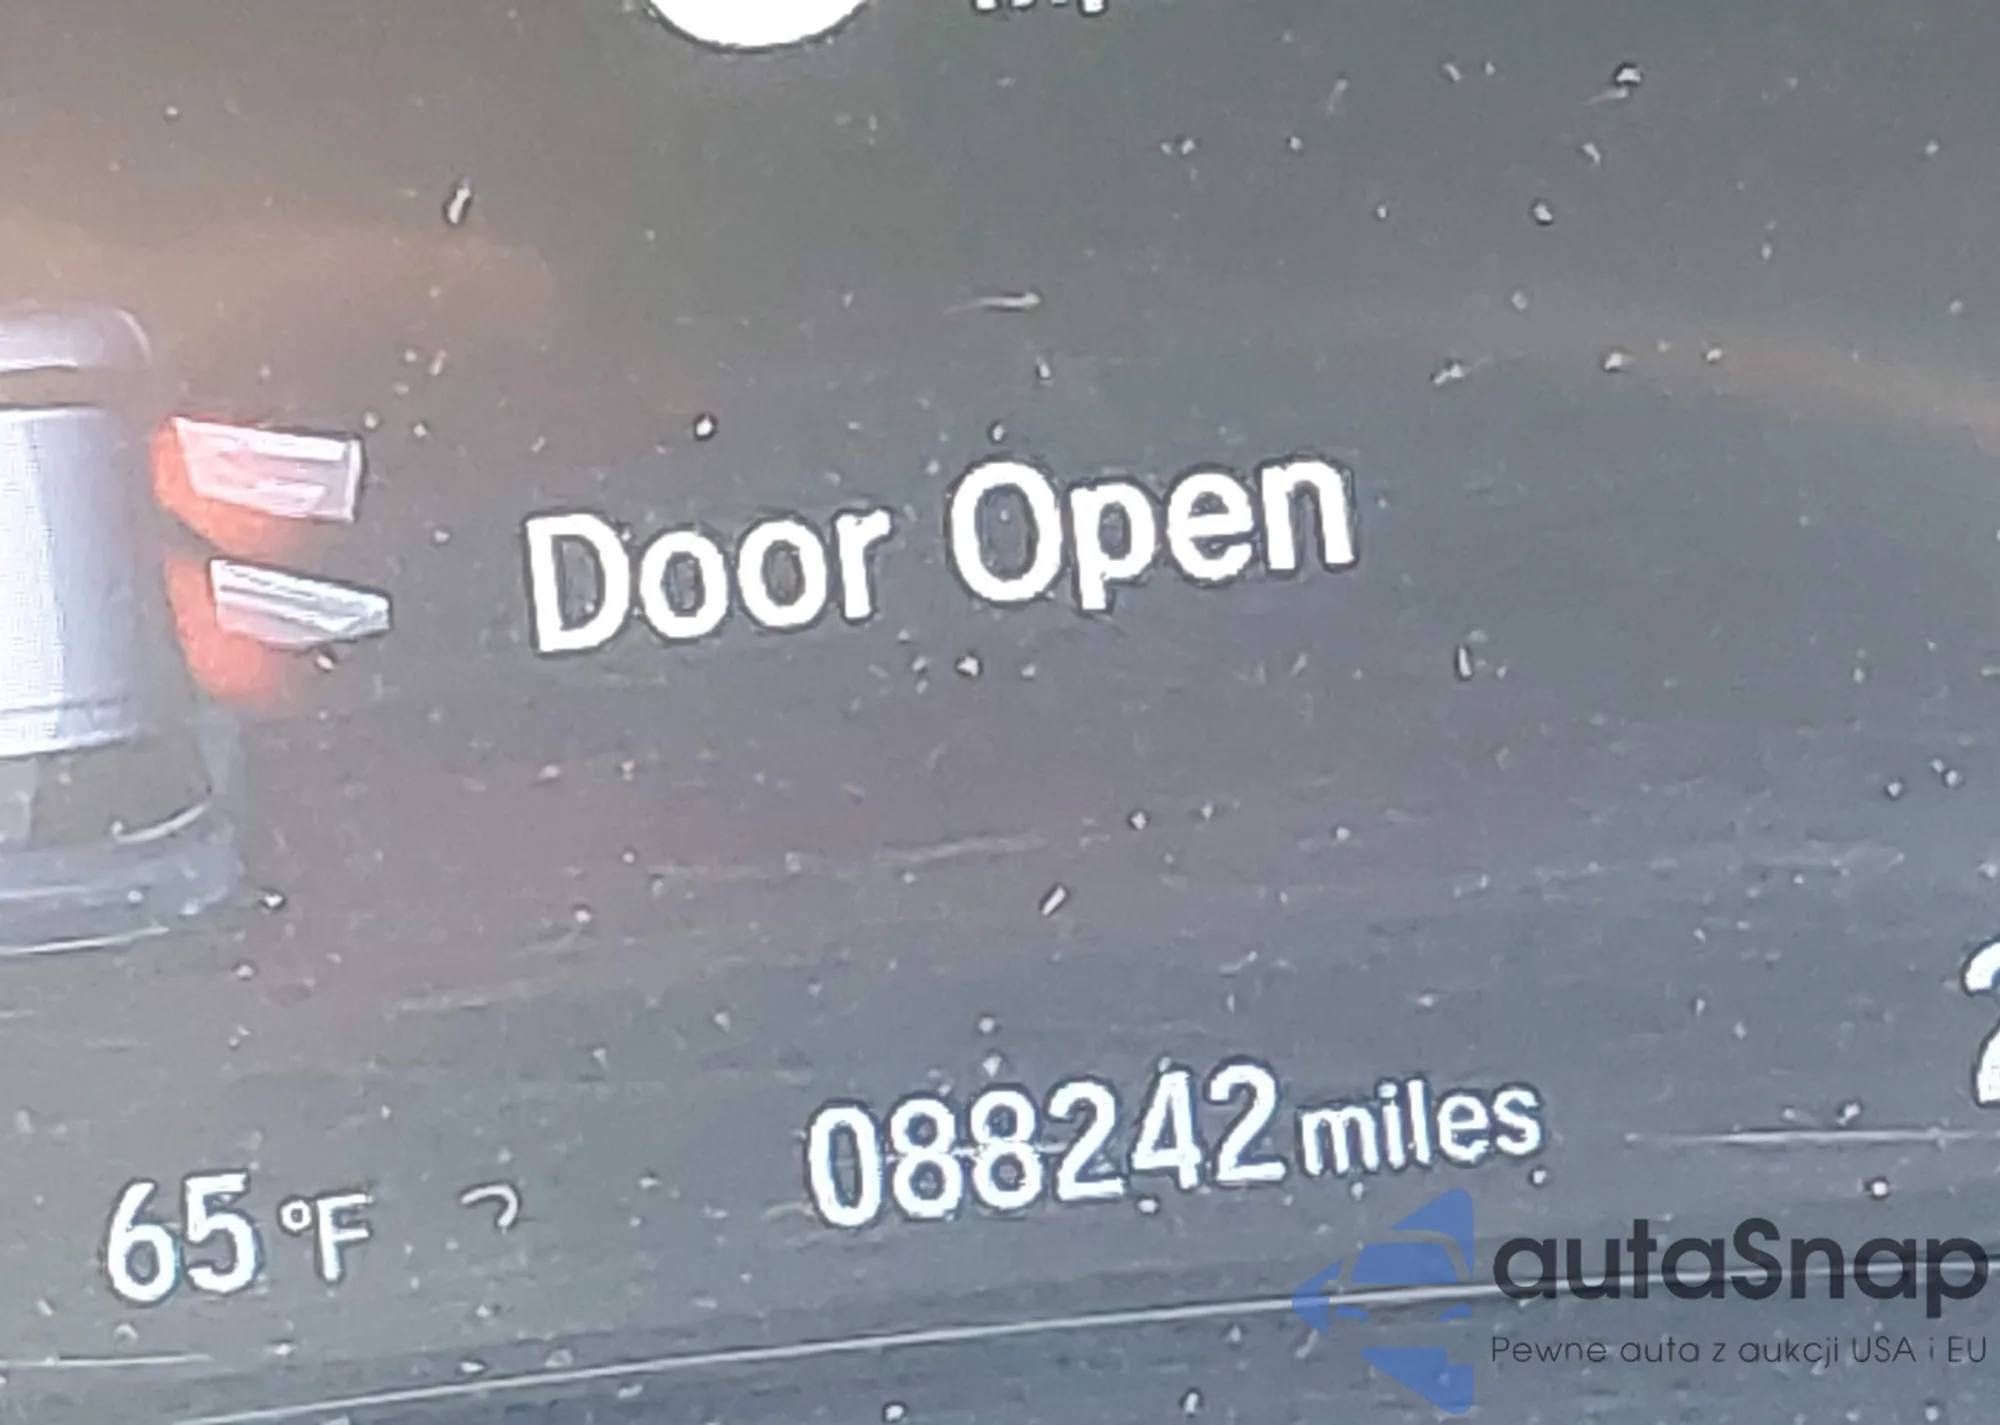 Door Open
088242 miles
65 °F
autaSnap
Pewne auta z aukcji USA i EU